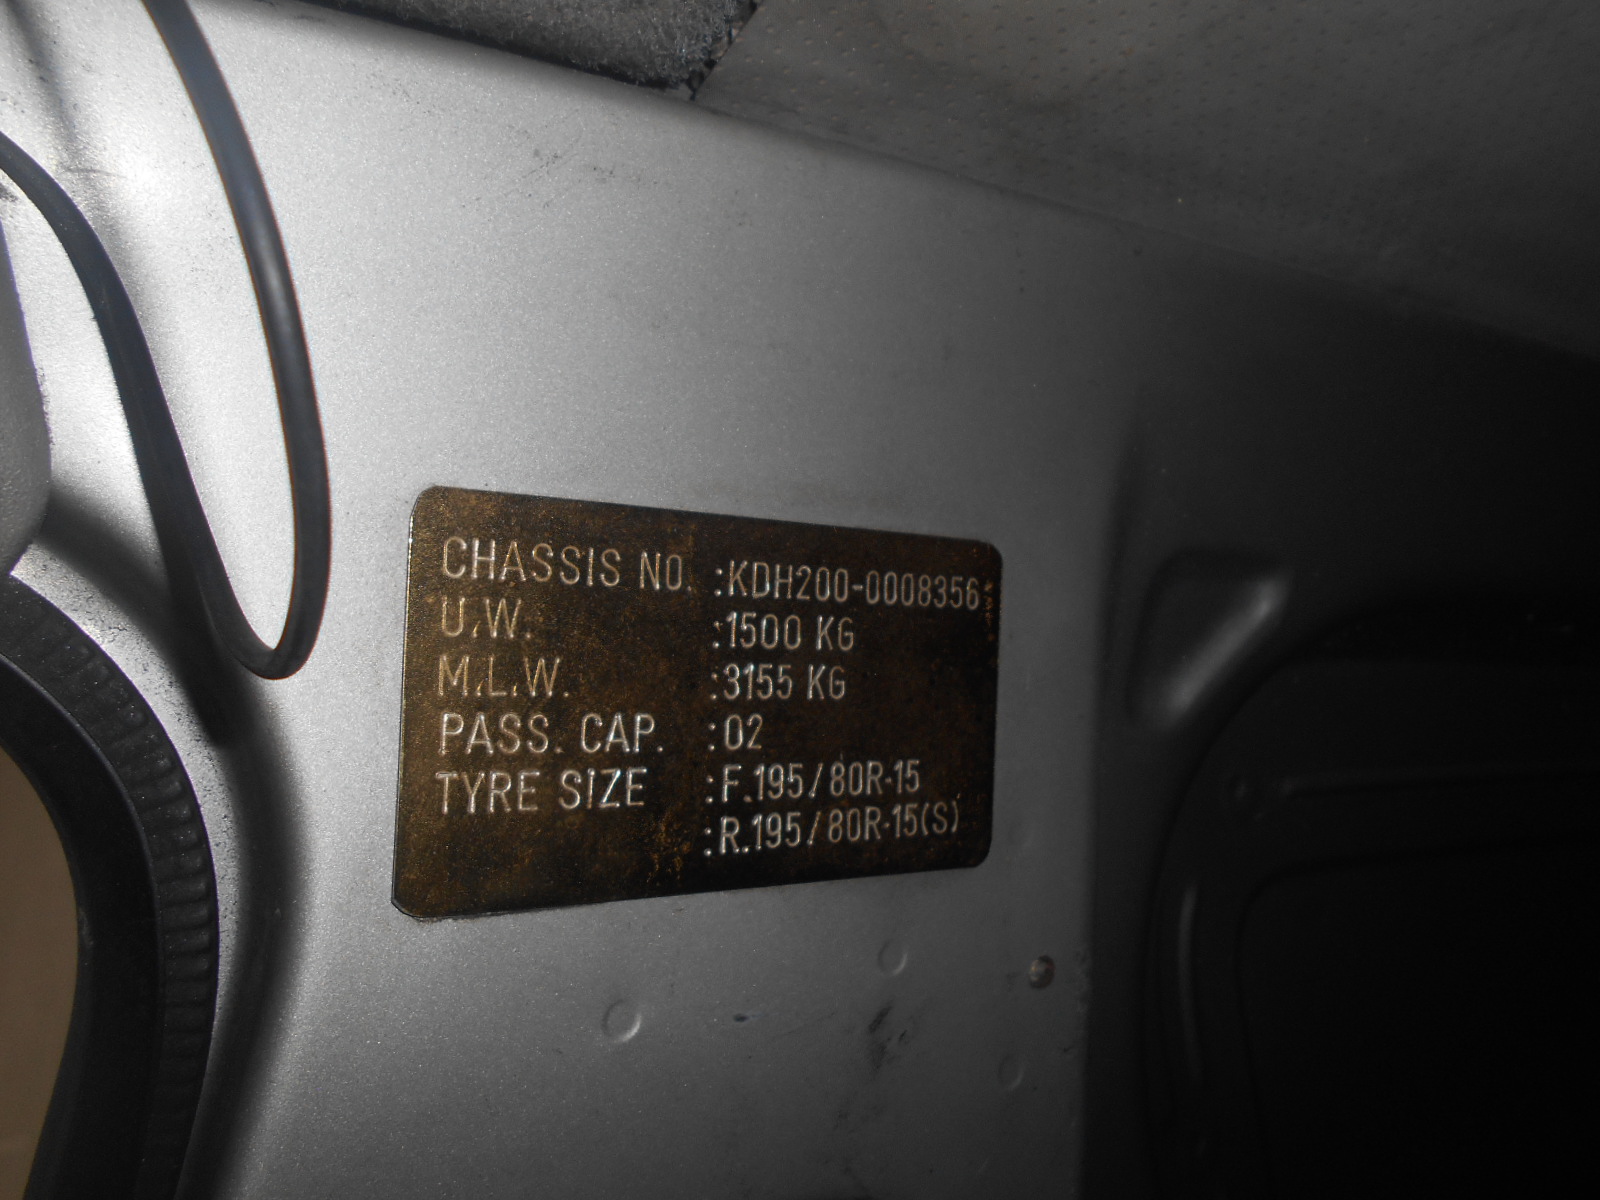 CHASSIS NO. :KDH200-0008356
U.W. :1500 KG
M.L.W. :3155 KG
PASS. CAP. :02
TYRE SIZE :F.195/80R-15
:R.195/80R-15(S)